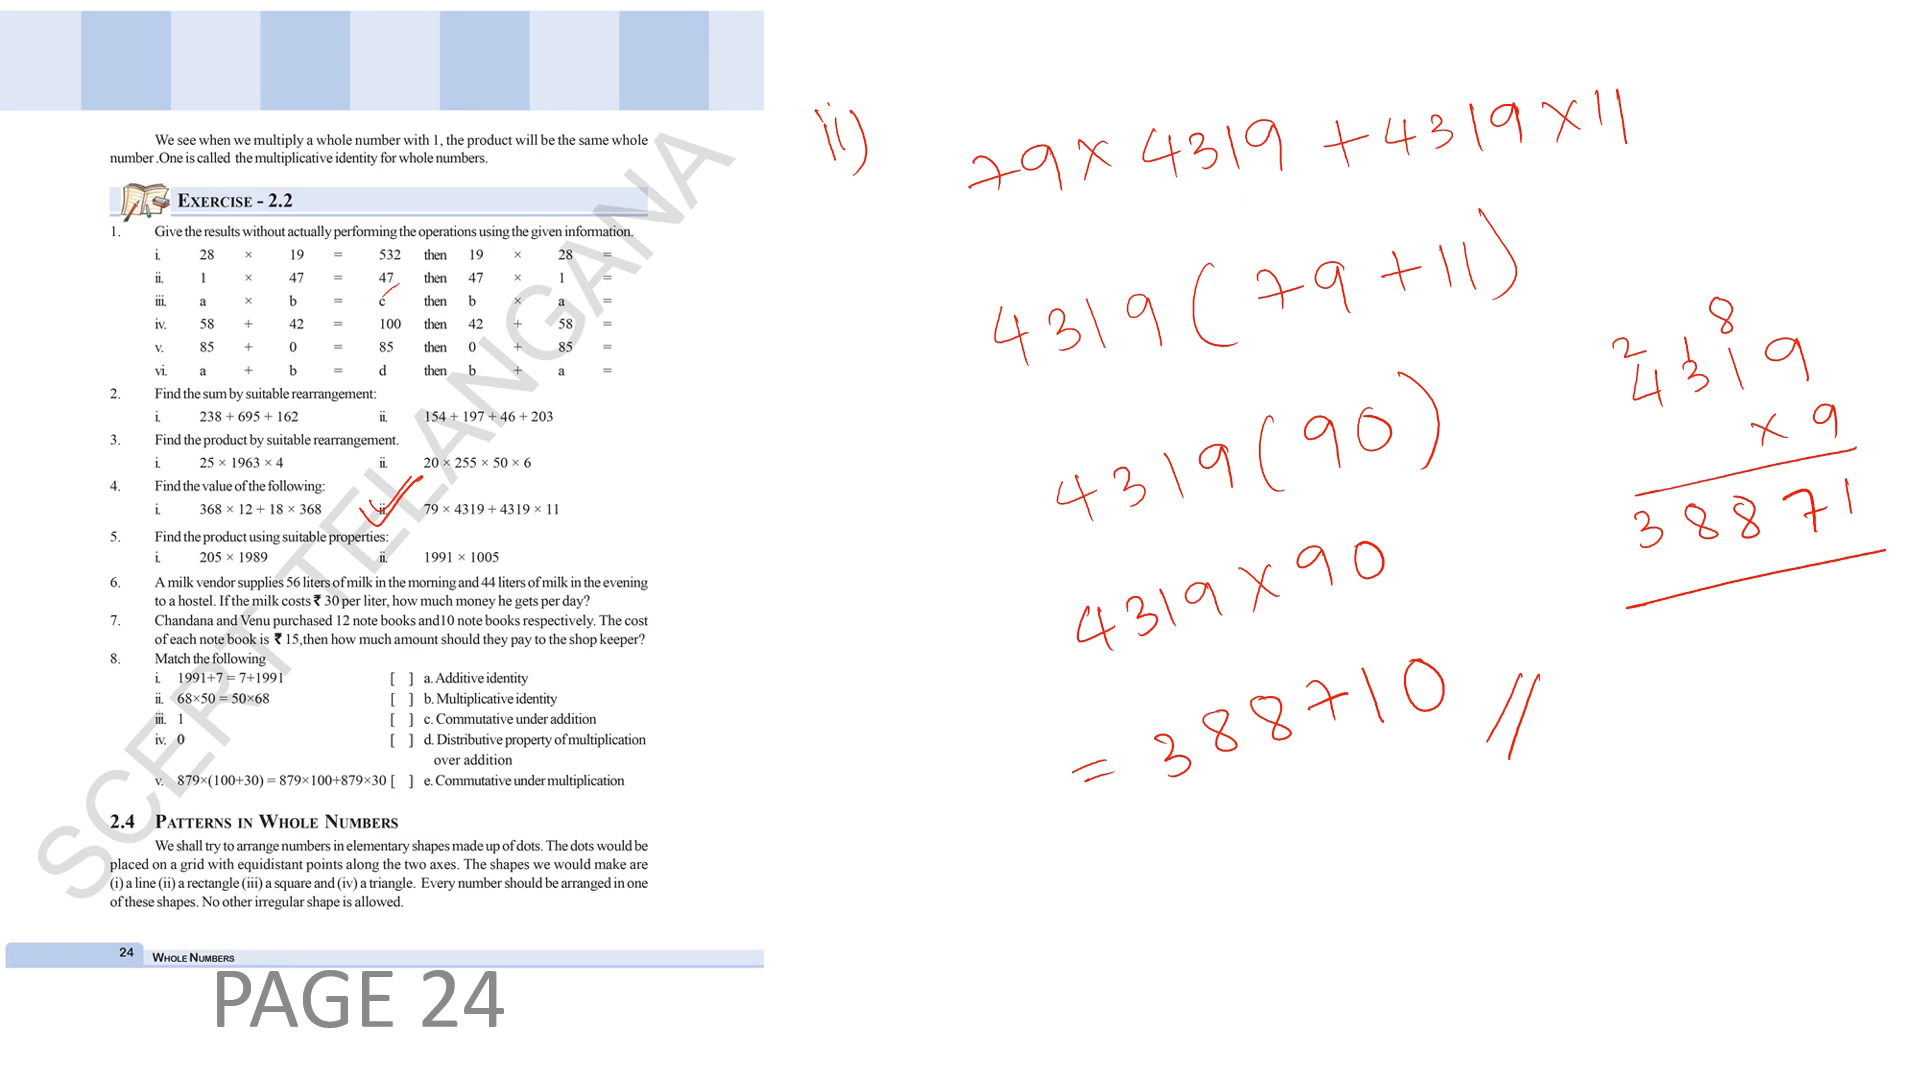 We see when we multiply a whole number with 1, the product will be the same whole
number .One is called the multiplicative identity for whole numbers.
EXERCISE - 2.2
1. Give the results without actually performing the operations using the given information.
i. 28 × 19 = 532 then 19 × 28 =
ii. 1 × 47 = 47 then 47 × 1 =
iii. a × b = c then b × a =
iv. 58 + 42 = 100 then 42 + 58 =
v. 85 + 0 = 85 then 0 + 85 =
vi. a + b = d then b + a =
2. Find the sum by suitable rearrangement:
i. 238 + 695 + 162 ii. 154 + 197 + 46 + 203
3. Find the product by suitable rearrangement.
i. 25 × 1963 × 4 ii. 20 × 255 × 50 × 6
4. Find the value of the following:
i. 368 × 12 + 18 × 368 ii. 79 × 4319 + 4319 × 11
5. Find the product using suitable properties:
i. 205 × 1989 ii. 1991 × 1005
6. A milk vendor supplies 56 liters of milk in the morning and 44 liters of milk in the evening
to a hostel. If the milk costs ₹ 30 per liter, how much money he gets per day?
7. Chandana and Venu purchased 12 note books and10 note books respectively. The cost
of each note book is ₹ 15,then how much amount should they pay to the shop keeper?
8. Match the following
i. 1991+7 = 7+1991 [ ] a. Additive identity
ii. 68×50 = 50×68 [ ] b. Multiplicative identity
iii. 1 [ ] c. Commutative under addition
iv. 0 [ ] d. Distributive property of multiplication
over addition
v. 879×(100+30) = 879×100+879×30 [ ] e. Commutative under multiplication
2.4 PATTERNS IN WHOLE NUMBERS
We shall try to arrange numbers in elementary shapes made up of dots. The dots would be
placed on a grid with equidistant points along the two axes. The shapes we would make are
(i) a line (ii) a rectangle (iii) a square and (iv) a triangle. Every number should be arranged in one
of these shapes. No other irregular shape is allowed.
24 WHOLE NUMBERS
PAGE 24
SCERT TELANGANA
ii) 79 × 4319 + 4319 × 11
4319 ( 79 + 11 )
4319 ( 90 )
4319 × 90
= 388710 //
2 1 8
4319
× 9
38871